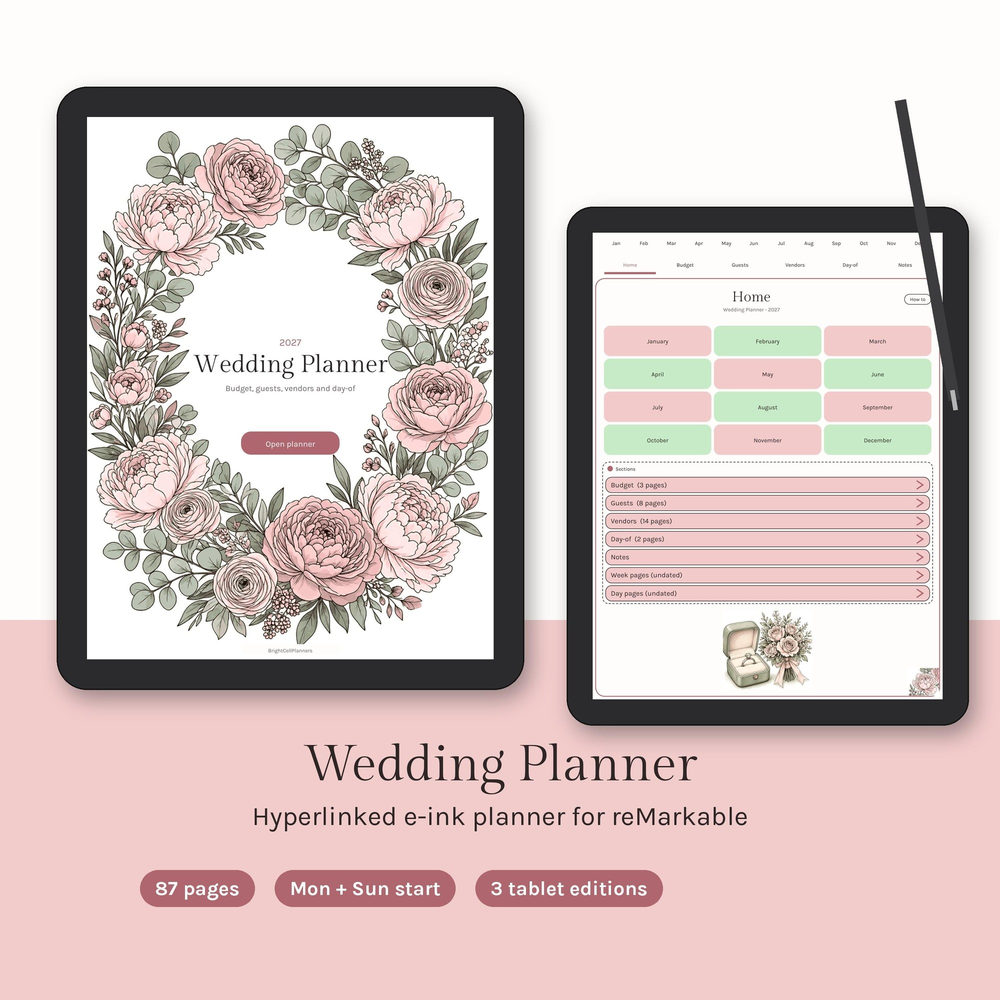 2027
Wedding Planner
Budget, guests, vendors and day-of
Open planner
BrightCellPlanners
Jan Feb Mar Apr May Jun Jul Aug Sep Oct Nov
Home Budget Guests Vendors Day-of Notes
Home
How to
Wedding Planner - 2027
January February March
April May June
July August September
October November December
Sections
Budget (3 pages)
Guests (8 pages)
Vendors (14 pages)
Day-of (2 pages)
Notes
Week pages (undated)
Day pages (undated)
Wedding Planner
Hyperlinked e-ink planner for reMarkable
87 pages Mon + Sun start 3 tablet editions